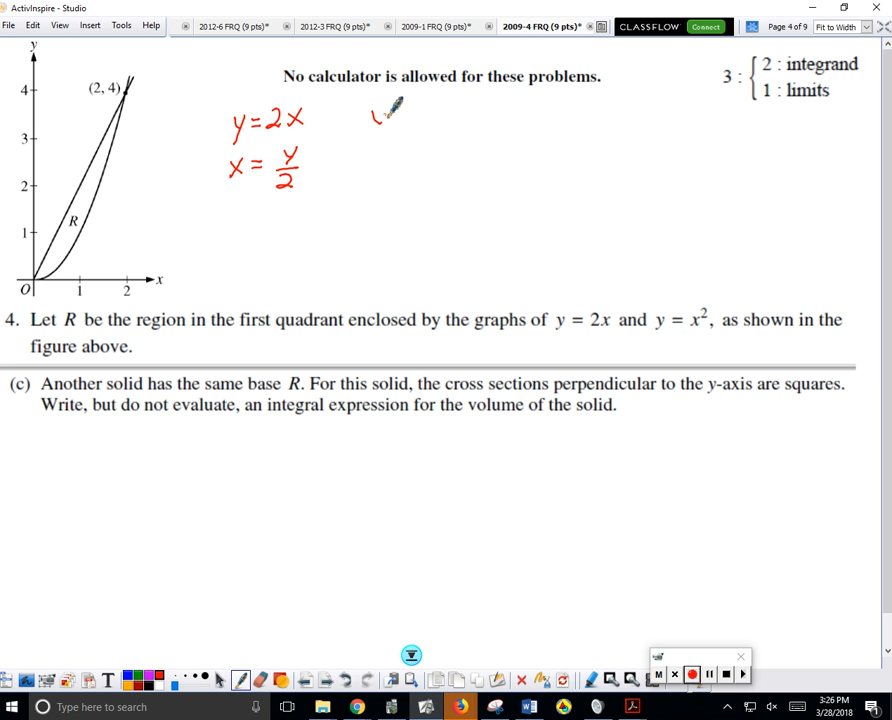 ActivInspire - Studio
File Edit View Insert Tools Help
2012-6 FRQ (9 pts)* 2012-3 FRQ (9 pts)* 2009-1 FRQ (9 pts)* 2009-4 FRQ (9 pts)* CLASSFLOW Connect Page 4 of 9 Fit to Width
y
(2, 4)
4
3
2
1
R
O
1
2
x
No calculator is allowed for these problems.
3 : { 2 : integrand
1 : limits
y = 2x
x = y/2
4. Let R be the region in the first quadrant enclosed by the graphs of y = 2x and y = x², as shown in the
figure above.
(c) Another solid has the same base R. For this solid, the cross sections perpendicular to the y-axis are squares.
Write, but do not evaluate, an integral expression for the volume of the solid.
M
T
Type here to search
3:26 PM
3/28/2018